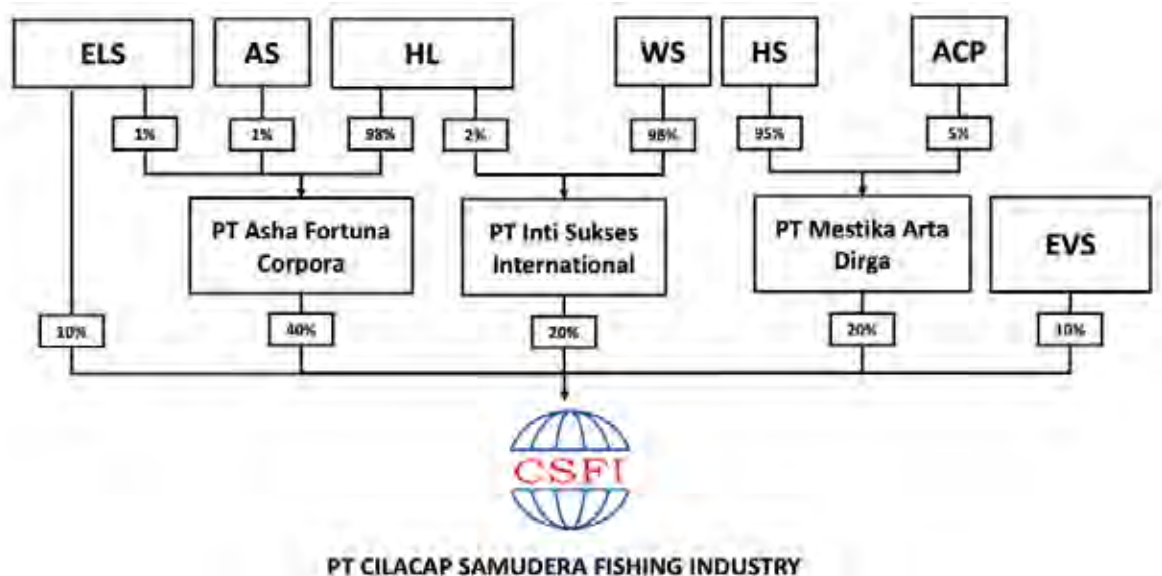 ELS AS HL WS HS ACP
1% 1% 98% 2% 98% 95% 5%
PT Asha Fortuna
Corpora
PT Inti Sukses
International
PT Mestika Arta
Dirga
EVS
10% 40% 20% 20% 10%
CSFI
PT CILACAP SAMUDERA FISHING INDUSTRY